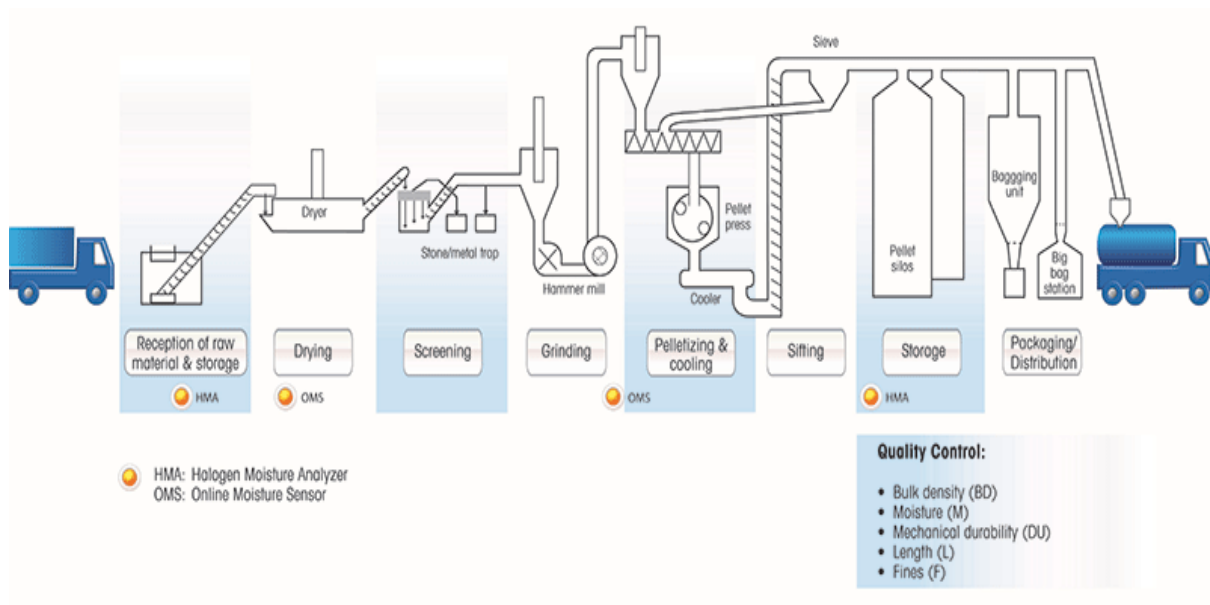 Sieve
Dryer
Stone/metal trap
Hammer mill
Pellet
press
Cooler
Pellet
silos
Baggging
unit
Big
bag
station
Reception of raw
material & storage
Drying
Screening
Grinding
Pelletizing &
cooling
Sifting
Storage
Packaging/
Distribution
HMA
OMS
OMS
HMA
HMA: Halogen Moisture Analyzer
OMS: Online Moisture Sensor
Quality Control:
• Bulk density (BD)
• Moisture (M)
• Mechanical durability (DU)
• Length (L)
• Fines (F)